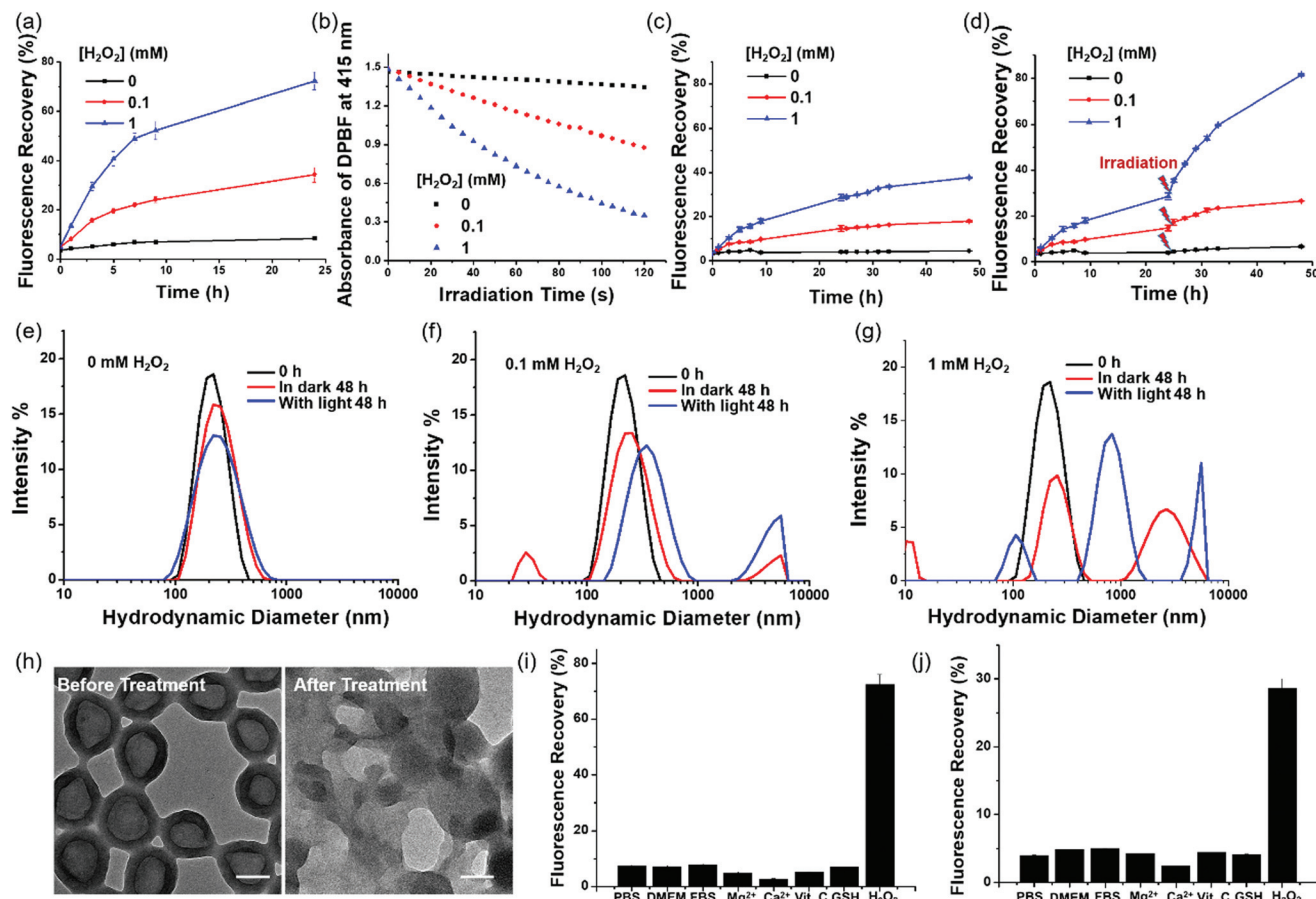 (a)
[H₂O₂] (mM)
0
0.1
1
Fluorescence Recovery (%)
80
60
40
20
0
0 5 10 15 20 25
Time (h)
(b)
Absorbance of DPBF at 415 nm
1.5
1.2
0.9
0.6
0.3
0.0
[H₂O₂] (mM)
0
0.1
1
0 20 40 60 80 100 120
Irradiation Time (s)
(c)
[H₂O₂] (mM)
0
0.1
1
Fluorescence Recovery (%)
80
60
40
20
0
0 10 20 30 40 50
Time (h)
(d)
[H₂O₂] (mM)
0
0.1
1
Irradiation
Fluorescence Recovery (%)
80
60
40
20
0
0 10 20 30 40 50
Time (h)
(e)
0 mM H₂O₂
0 h
In dark 48 h
With light 48 h
Intensity %
20
15
10
5
0
10 100 1000 10000
Hydrodynamic Diameter (nm)
(f)
0.1 mM H₂O₂
0 h
In dark 48 h
With light 48 h
Intensity %
20
15
10
5
0
10 100 1000 10000
Hydrodynamic Diameter (nm)
(g)
1 mM H₂O₂
0 h
In dark 48 h
With light 48 h
Intensity %
20
15
10
5
0
10 100 1000 10000
Hydrodynamic Diameter (nm)
(h)
Before Treatment
After Treatment
(i)
Fluorescence Recovery (%)
80
60
40
20
0
PBS DMEM FBS Mg²⁺ Ca²⁺ Vit. C GSH H₂O₂
(j)
Fluorescence Recovery (%)
30
20
10
0
PBS DMEM FBS Mg²⁺ Ca²⁺ Vit. C GSH H₂O₂